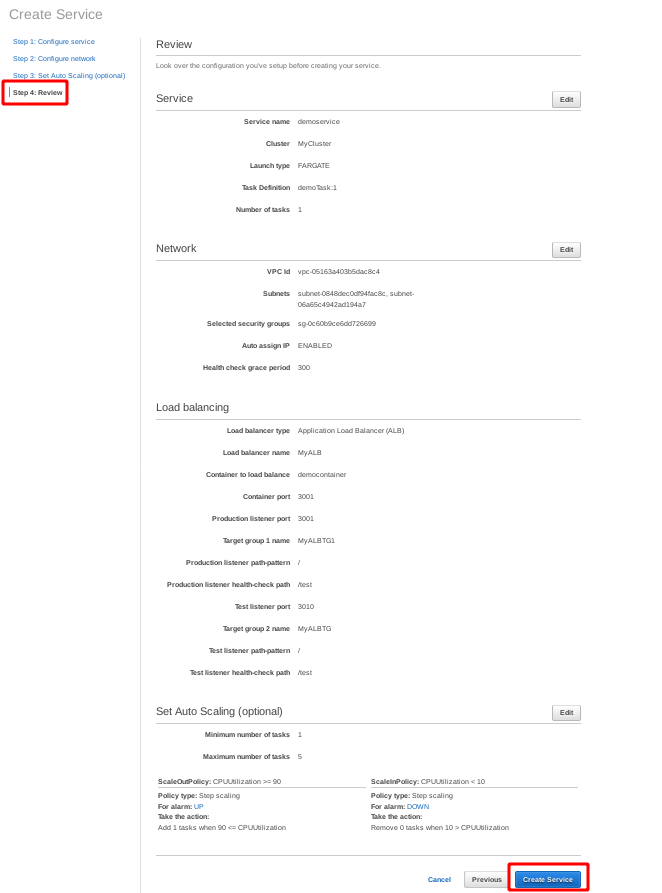 Create Service
Step 1: Configure service
Step 2: Configure network
Step 3: Set Auto Scaling (optional)
Step 4: Review
Review
Look over the configuration you've setup before creating your service.
Service
Edit
Service name demoservice
Cluster MyCluster
Launch type FARGATE
Task Definition demoTask:1
Number of tasks 1
Network
Edit
VPC Id vpc-05163a403b5dac8c4
Subnets subnet-0848dec0df94fac8c, subnet-
06a65c4942ad194a7
Selected security groups sg-0c60b9ce6dd726699
Auto assign IP ENABLED
Health check grace period 300
Load balancing
Load balancer type Application Load Balancer (ALB)
Load balancer name MyALB
Container to load balance democontainer
Container port 3001
Production listener port 3001
Target group 1 name MyALBTG1
Production listener path-pattern /
Production listener health-check path /test
Test listener port 3010
Target group 2 name MyALBTG
Test listener path-pattern /
Test listener health-check path /test
Set Auto Scaling (optional)
Edit
Minimum number of tasks 1
Maximum number of tasks 5
ScaleOutPolicy: CPUUtilization >= 90
Policy type: Step scaling
For alarm: UP
Take the action:
Add 1 tasks when 90 <= CPUUtilization
ScaleInPolicy: CPUUtilization < 10
Policy type: Step scaling
For alarm: DOWN
Take the action:
Remove 0 tasks when 10 > CPUUtilization
Cancel
Previous
Create Service